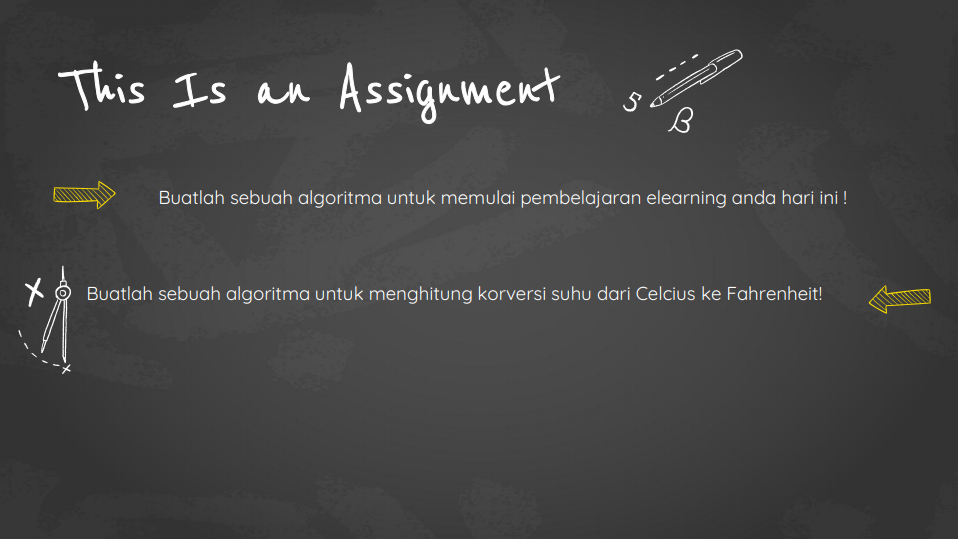 This Is an Assignment
5
β
Buatlah sebuah algoritma untuk memulai pembelajaran elearning anda hari ini !
x
Buatlah sebuah algoritma untuk menghitung korversi suhu dari Celcius ke Fahrenheit!
x